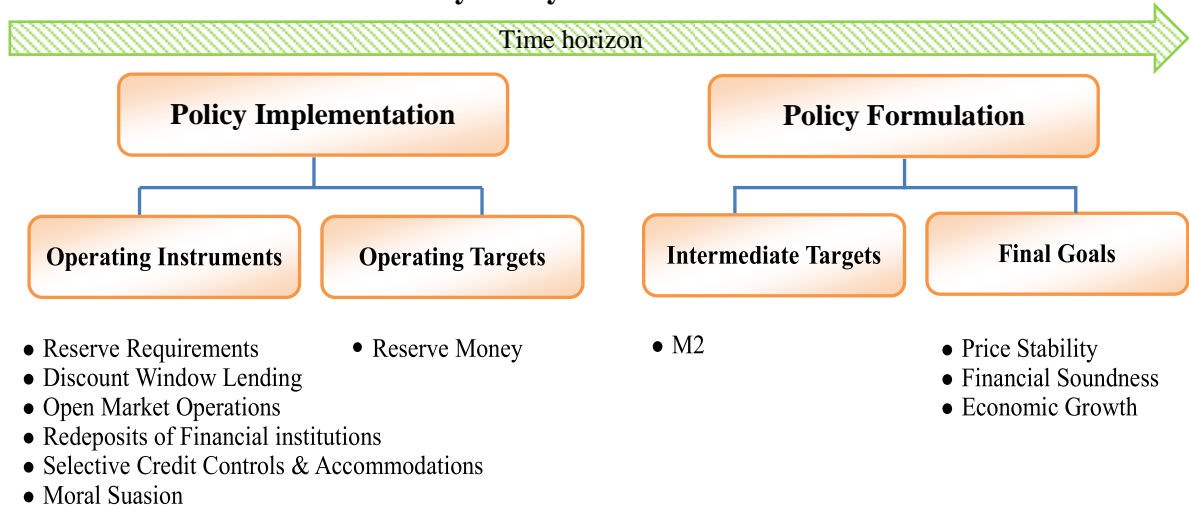 Time horizon
Policy Implementation
Policy Formulation
Operating Instruments
Operating Targets
Intermediate Targets
Final Goals
● Reserve Requirements
● Discount Window Lending
● Open Market Operations
● Redeposits of Financial institutions
● Selective Credit Controls & Accommodations
● Moral Suasion
● Reserve Money
● M2
● Price Stability
● Financial Soundness
● Economic Growth